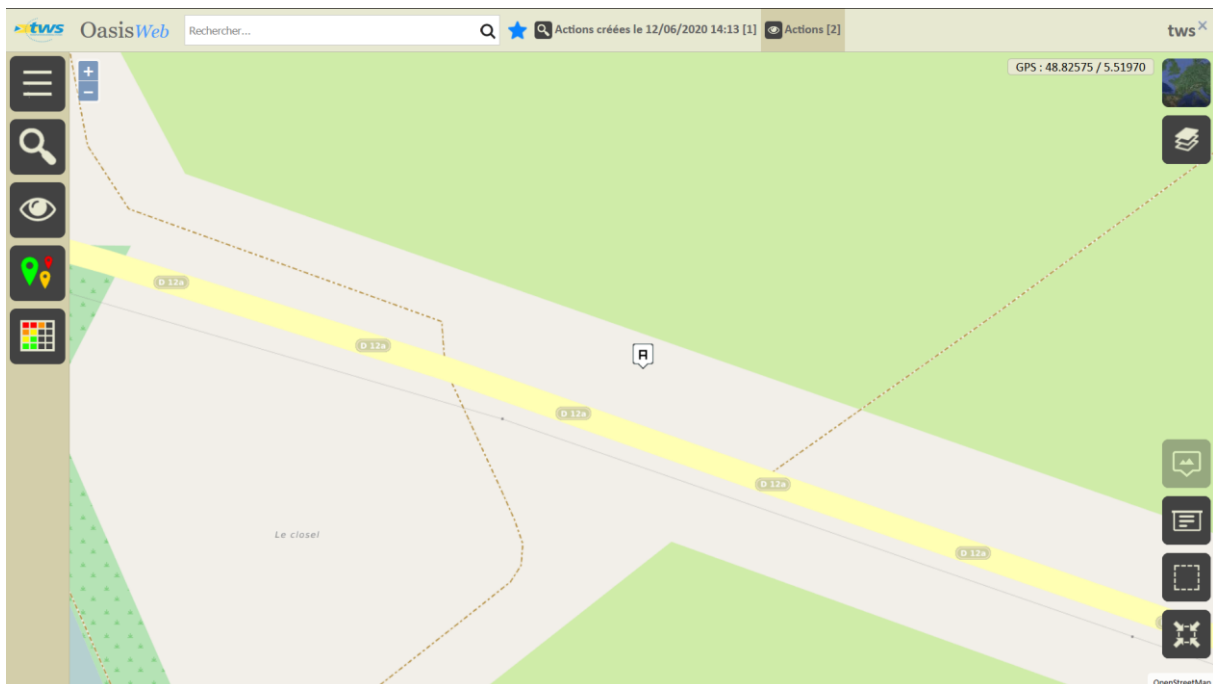 tws OasisWeb Rechercher... Actions créées le 12/06/2020 14:13 [1] Actions [2] tws×
+
GPS : 48.82575 / 5.51970
−
D 12a
D 12a
A
D 12a
D 12a
Le closel
D 12a
OpenStreetMap